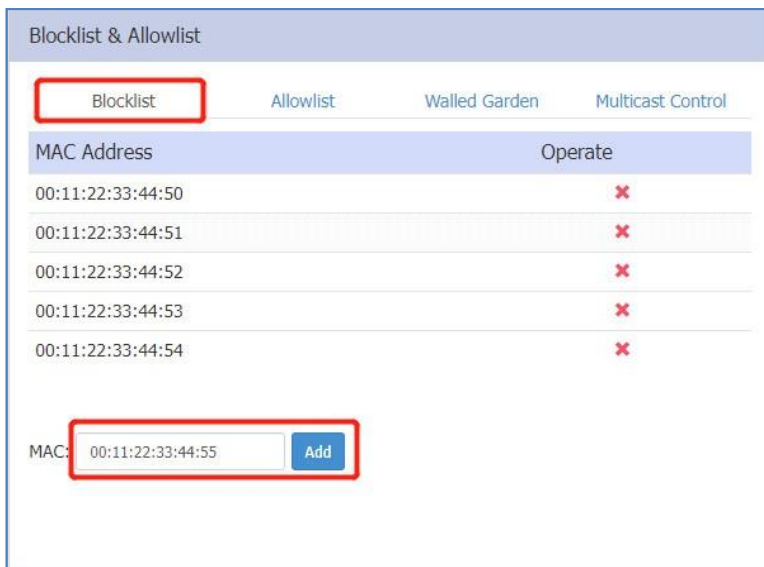 Blocklist & Allowlist
Blocklist Allowlist Walled Garden Multicast Control
MAC Address Operate
00:11:22:33:44:50
00:11:22:33:44:51
00:11:22:33:44:52
00:11:22:33:44:53
00:11:22:33:44:54
MAC: 00:11:22:33:44:55 Add